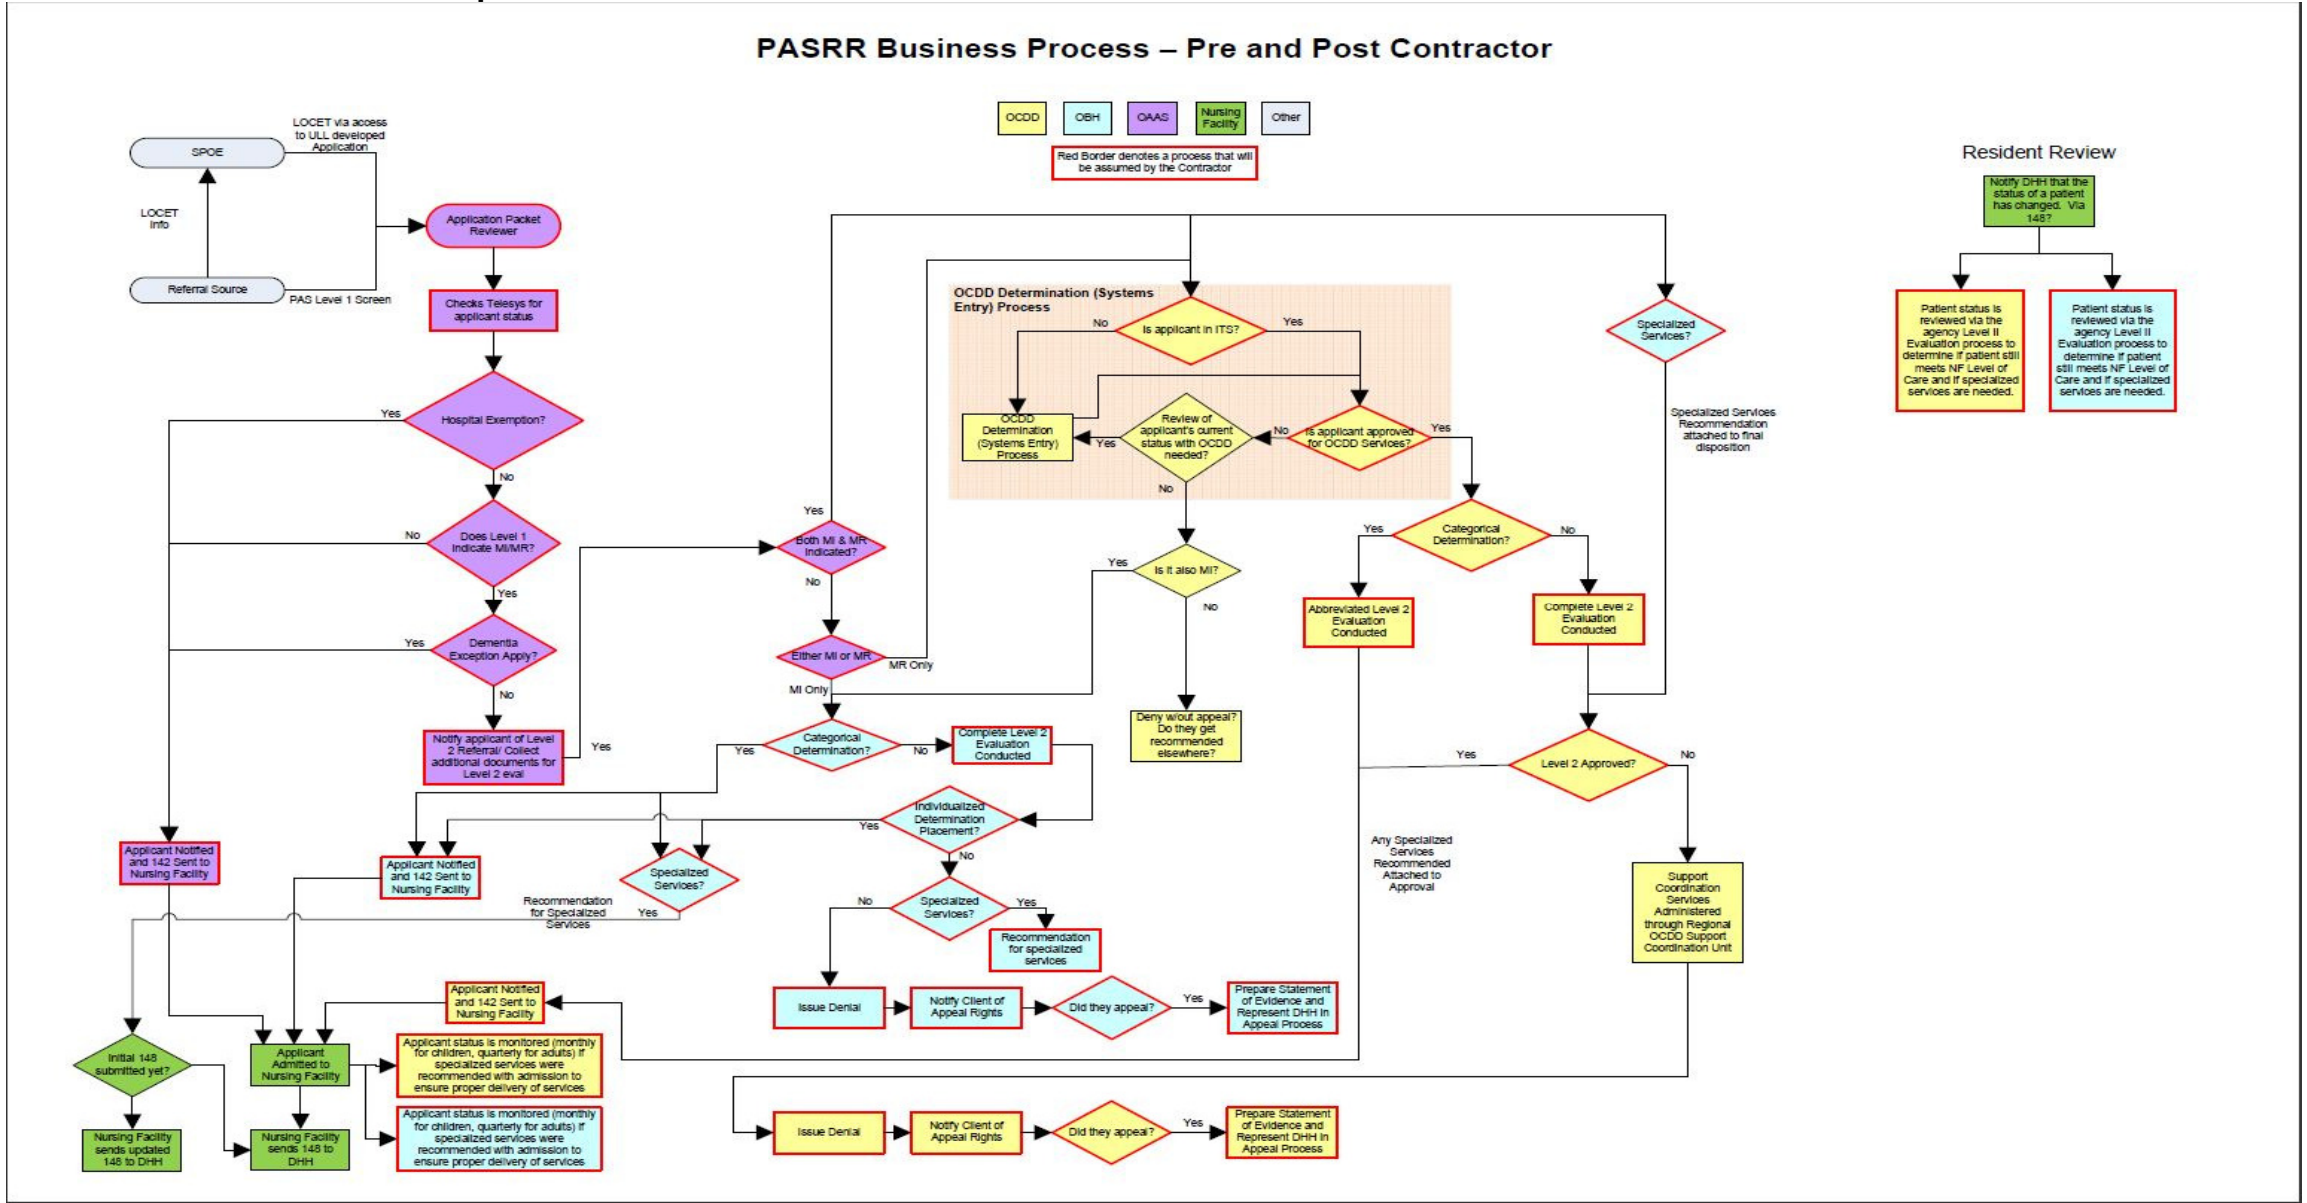 PASRR Business Process – Pre and Post Contractor
OCDD
OBH
OAAS
Nursing
Facility
Other
Red Border denotes a process that will
be assumed by the Contractor
LOCET via access
to ULL developed
Application
SPOE
LOCET
Info
Referral Source
PAS Level 1 Screen
Application Packet
Reviewer
Checks Telesys for
applicant status
Hospital Exemption?
Yes
No
Does Level 1
Indicate MI/MR?
No
Yes
Dementia
Exception Apply?
Yes
No
Notify applicant of Level
2 Referral/ Collect
additional documents for
Level 2 eval
Yes
Both MI & MR
Indicated?
Yes
No
Either MI or MR
MR Only
MI Only
OCDD Determination (Systems
Entry) Process
Is applicant in ITS?
No
Yes
OCDD
Determination
(Systems Entry)
Process
Yes
Review of
applicant's current
status with OCDD
needed?
No
Is applicant approved
for OCDD Services?
Yes
No
Is it also MI?
Yes
No
Deny w/out appeal?
Do they get
recommended
elsewhere?
Categorical
Determination?
Yes
No
Abbreviated Level 2
Evaluation
Conducted
Complete Level 2
Evaluation
Conducted
Specialized
Services?
Specialized Services
Recommendation
attached to final
disposition
Level 2 Approved?
Yes
No
Any Specialized
Services
Recommended
Attached to
Approval
Support
Coordination
Services
Administered
through Regional
OCDD Support
Coordination Unit
Resident Review
Notify DHH that the
status of a patient
has changed. Via
148?
Patient status is
reviewed via the
agency Level II
Evaluation process to
determine if patient still
meets NF Level of
Care and if specialized
services are needed.
Patient status is
reviewed via the
agency Level II
Evaluation process to
determine if patient
still meets NF Level of
Care and if specialized
services are needed.
Categorical
Determination?
Yes
No
Complete Level 2
Evaluation
Conducted
Individualized
Determination
Placement?
Yes
No
Applicant Notified
and 142 Sent to
Nursing Facility
Applicant Notified
and 142 Sent to
Nursing Facility
Specialized
Services?
Yes
Recommendation
for Specialized
Services
Specialized
Services?
No
Yes
Recommendation
for specialized
services
Issue Denial
Notify Client of
Appeal Rights
Did they appeal?
Yes
Prepare Statement
of Evidence and
Represent DHH in
Appeal Process
Applicant Notified
and 142 Sent to
Nursing Facility
Initial 148
submitted yet?
Applicant
Admitted to
Nursing Facility
Applicant status is monitored (monthly
for children, quarterly for adults) if
specialized services were
recommended with admission to
ensure proper delivery of services
Applicant status is monitored (monthly
for children, quarterly for adults) if
specialized services were
recommended with admission to
ensure proper delivery of services
Nursing Facility
sends updated
148 to DHH
Nursing Facility
sends 148 to
DHH
Issue Denial
Notify Client of
Appeal Rights
Did they appeal?
Yes
Prepare Statement
of Evidence and
Represent DHH in
Appeal Process